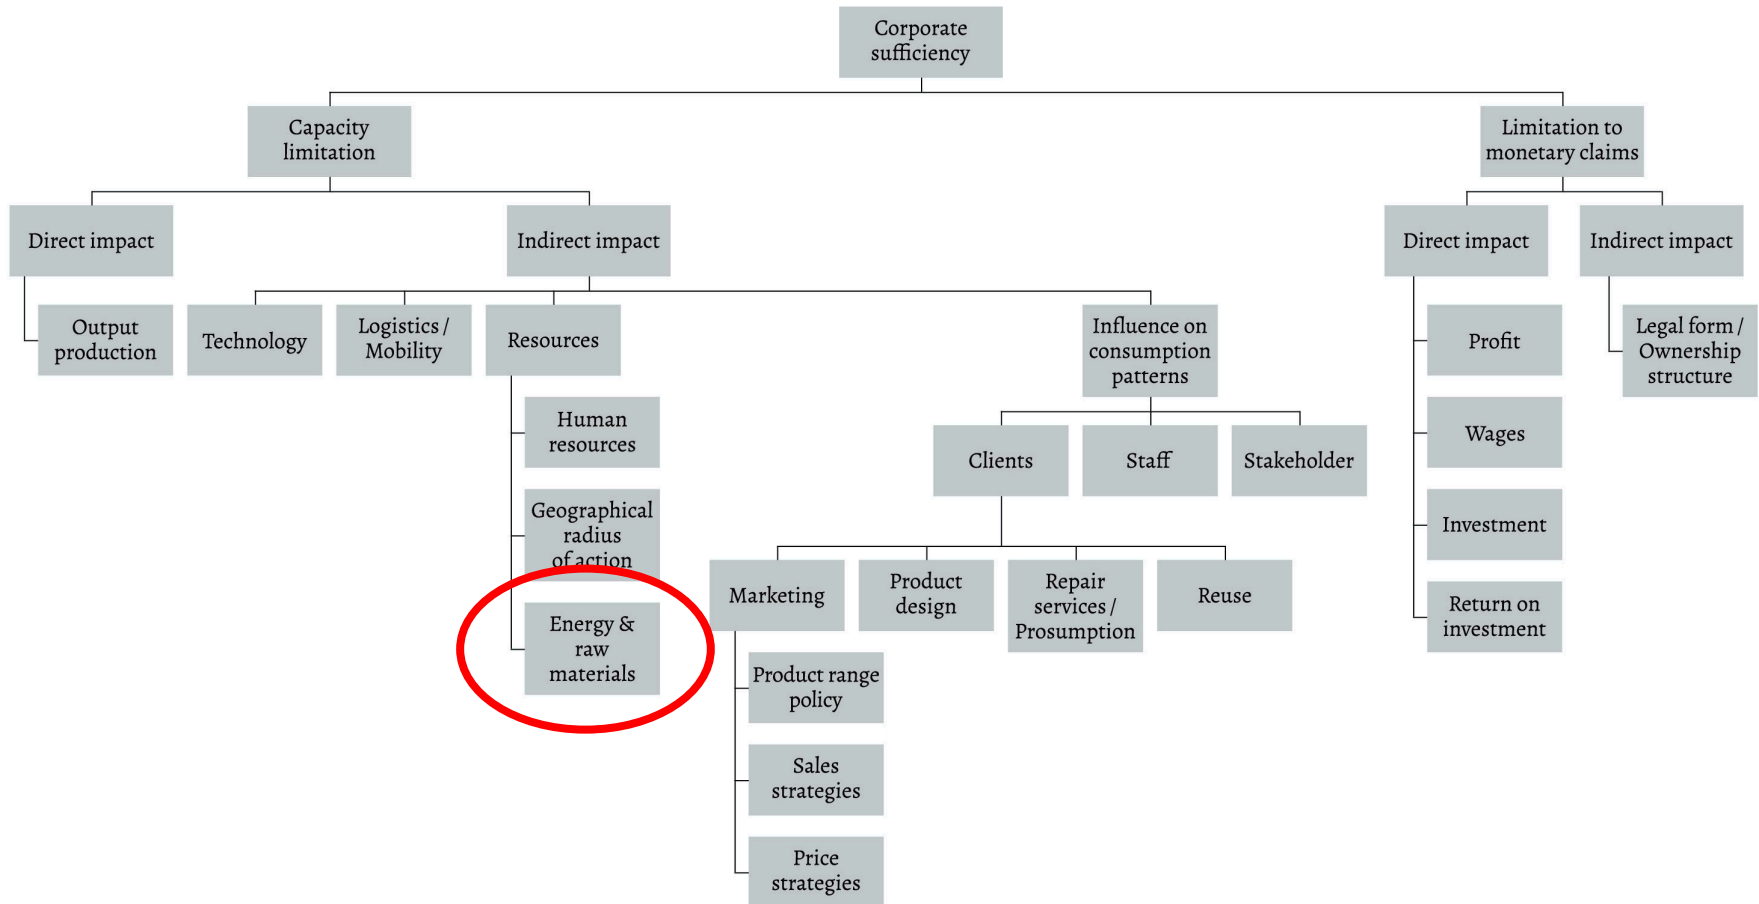 Corporate
sufficiency
Capacity
limitation
Limitation to
monetary claims
Direct impact
Indirect impact
Direct impact
Indirect impact
Output
production
Technology
Logistics /
Mobility
Resources
Influence on
consumption
patterns
Profit
Legal form /
Ownership
structure
Human
resources
Clients
Staff
Stakeholder
Wages
Geographical
radius
of action
Investment
Energy &
raw
materials
Marketing
Product
design
Repair
services /
Prosumption
Reuse
Return on
investment
Product range
policy
Sales
strategies
Price
strategies